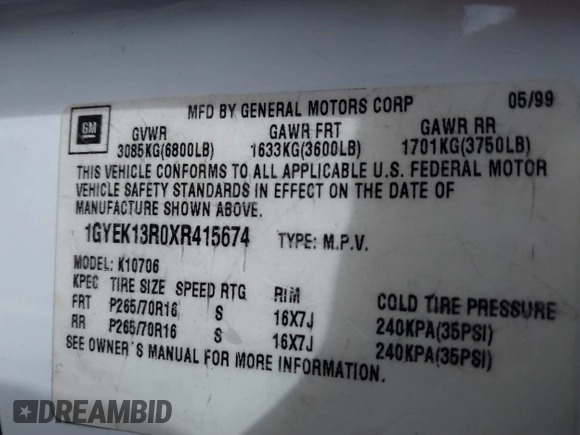 GM
MFD BY GENERAL MOTORS CORP 05/99
GVWR GAWR FRT GAWR RR
3085KG(6800LB) 1633KG(3600LB) 1701KG(3750LB)
THIS VEHICLE CONFORMS TO ALL APPLICABLE U.S. FEDERAL MOTOR
VEHICLE SAFETY STANDARDS IN EFFECT ON THE DATE OF
MANUFACTURE SHOWN ABOVE.
1GYEK13R0XR415674 TYPE: M.P.V.
MODEL: K10706
KPEC TIRE SIZE SPEED RTG RIM COLD TIRE PRESSURE
FRT P265/70R16 S 16X7J 240KPA(35PSI)
RR P265/70R16 S 16X7J 240KPA(35PSI)
SEE OWNER'S MANUAL FOR MORE INFORMATION.
DREAMBID